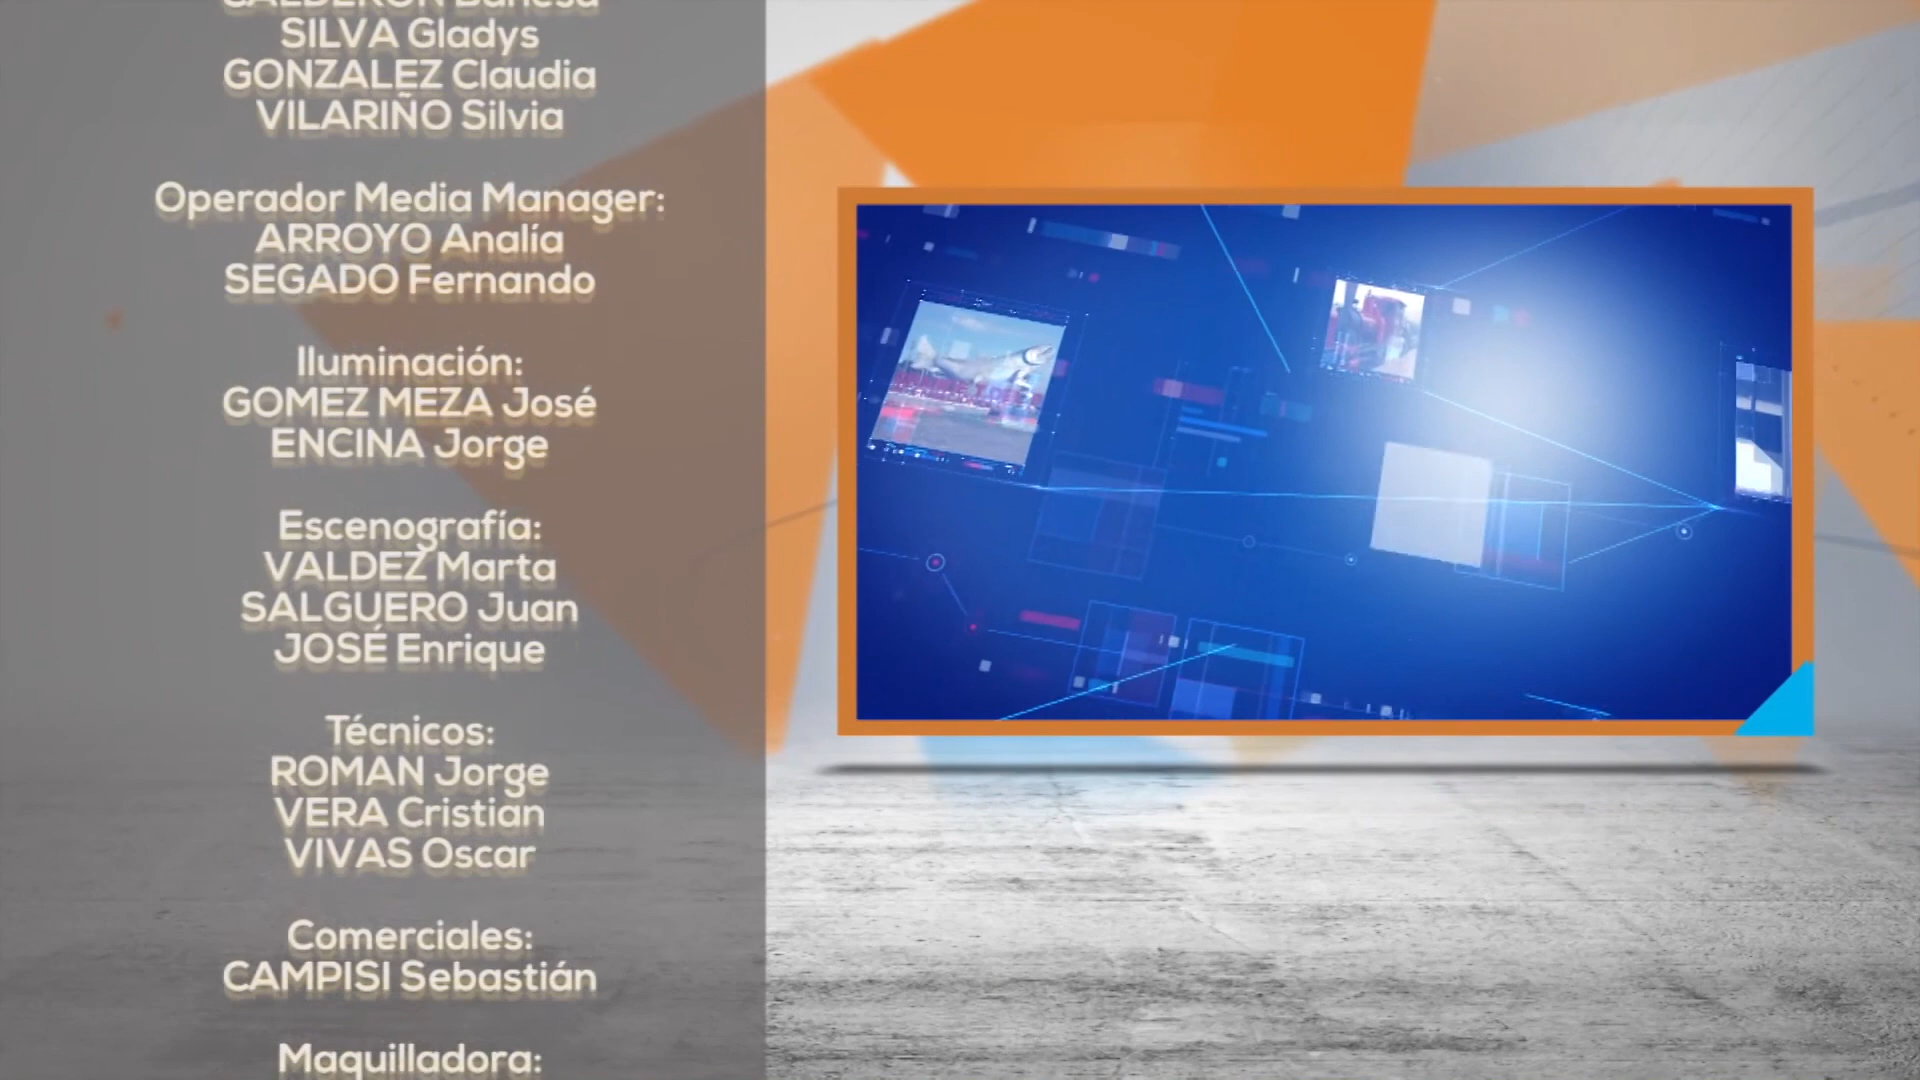 SILVA Gladys
GONZALEZ Claudia
VILARIÑO Silvia
Operador Media Manager:
ARROYO Analía
SEGADO Fernando
Iluminación:
GOMEZ MEZA José
ENCINA Jorge
Escenografía:
VALDEZ Marta
SALGUERO Juan
JOSÉ Enrique
Técnicos:
ROMAN Jorge
VERA Cristian
VIVAS Oscar
Comerciales:
CAMPISI Sebastián
Maquilladora: